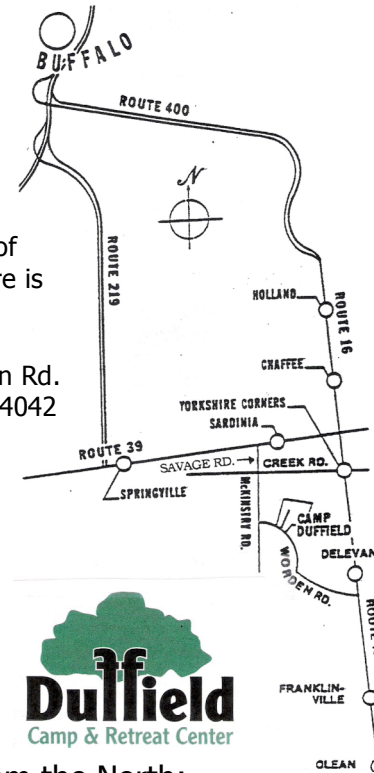 BUFFALO
ROUTE 400
N
of
re is
ROUTE 219
HOLLAND
ROUTE 16
n Rd.
CHAFFEE
4042
YORKSHIRE CORNERS
SARDINIA
ROUTE 39
SAVAGE RD. →
CREEK RD.
SPRINGVILLE
McKINSTRY RD.
CAMP
DUFFIELD
DELEVAN
WORDEN RD.
Duffield
Camp & Retreat Center
FRANKLIN-
VILLE
OLEAN
om the North: